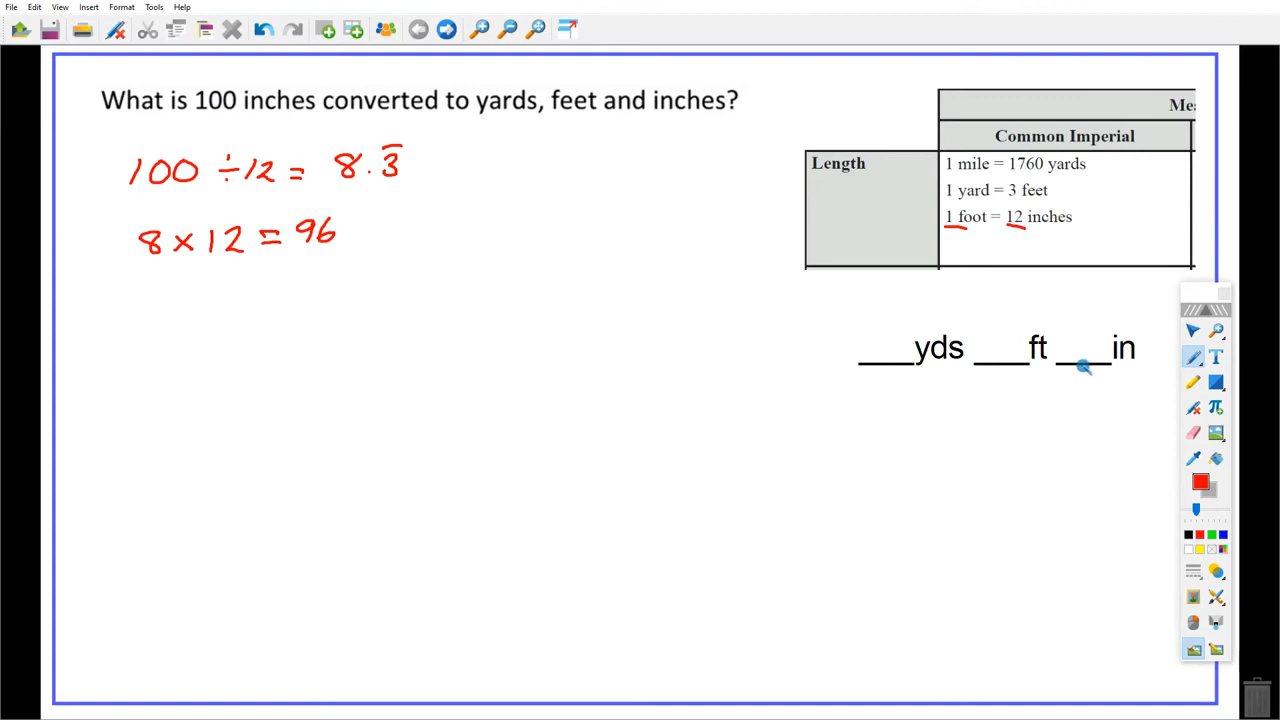 File Edit View Insert Format Tools Help
What is 100 inches converted to yards, feet and inches?
100 ÷ 12 = 8.3̅
8 × 12 = 96
Mea
Common Imperial
Length
1 mile = 1760 yards
1 yard = 3 feet
1 foot = 12 inches
___yds ___ft ___in